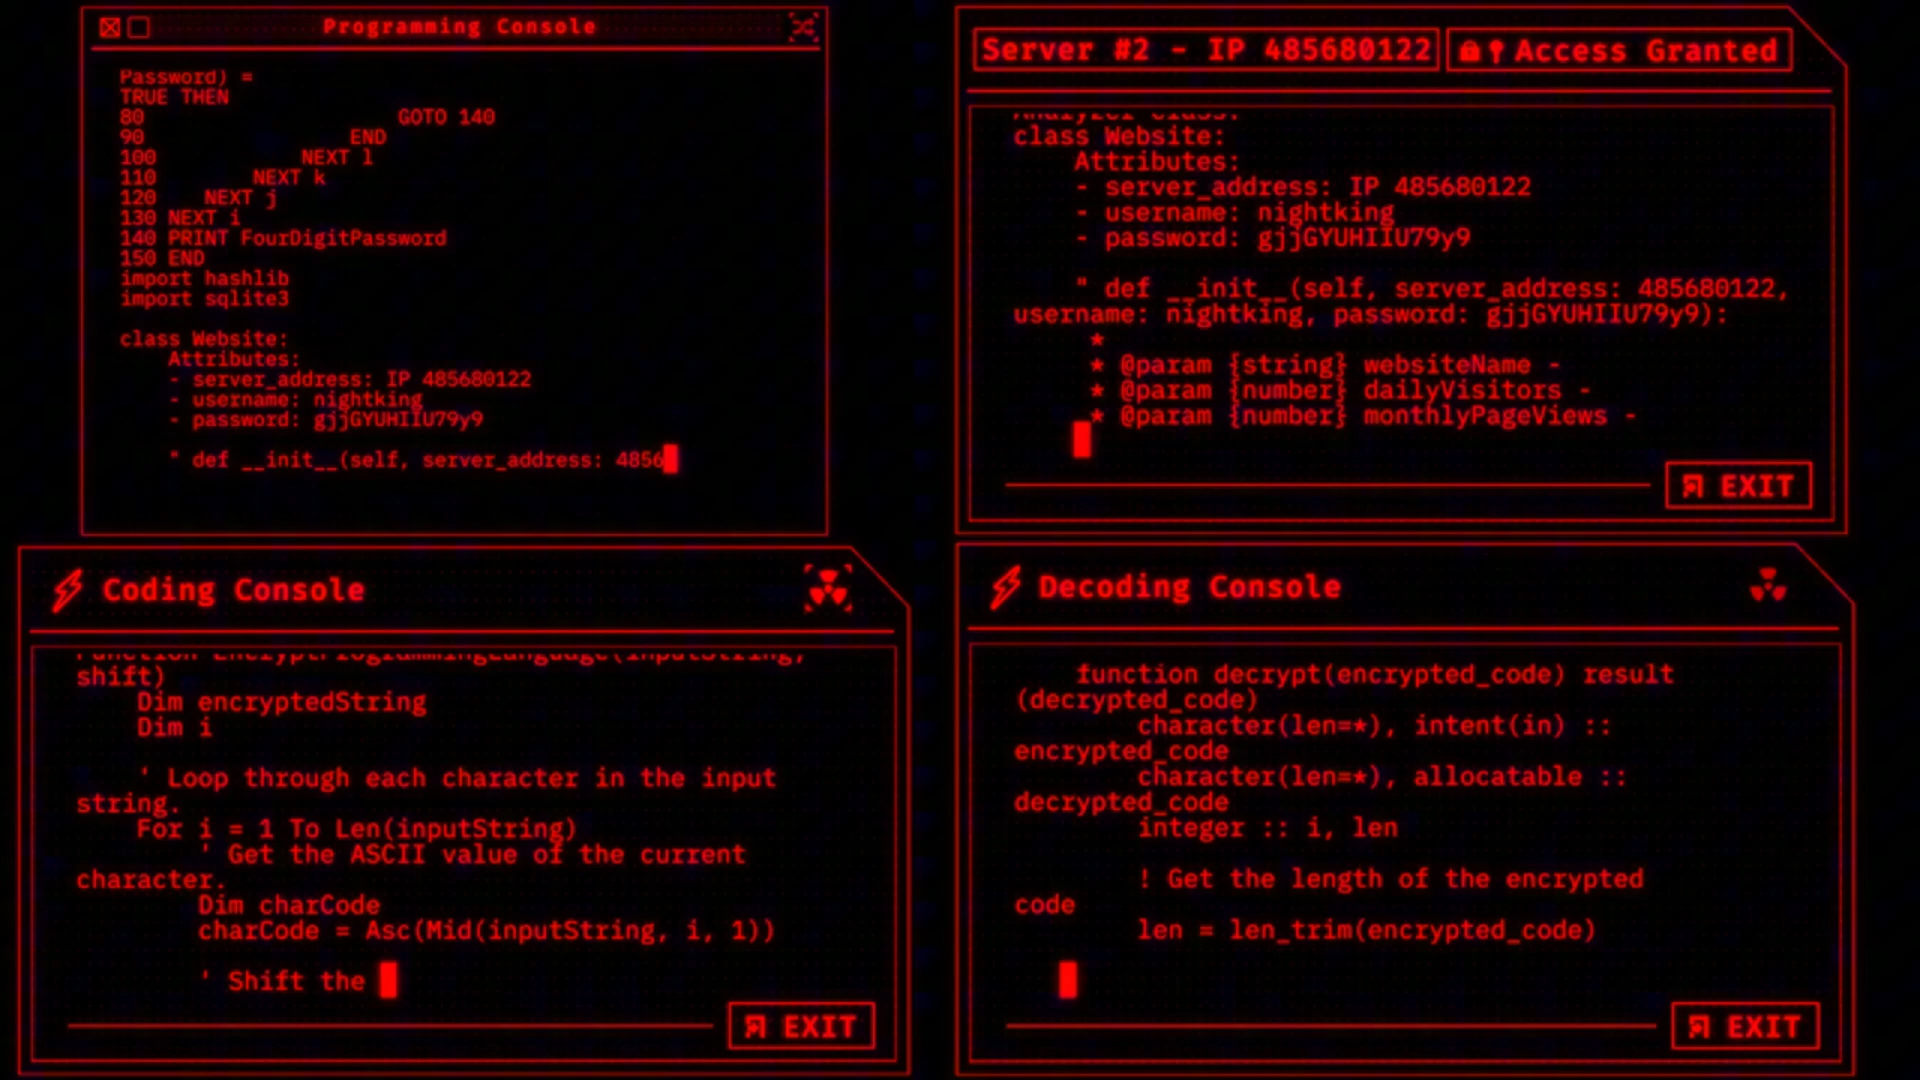 Programming Console
Password) =
TRUE THEN
80 GOTO 140
90 END
100 NEXT l
110 NEXT k
120 NEXT j
130 NEXT i
140 PRINT FourDigitPassword
150 END
import hashlib
import sqlite3
class Website:
Attributes:
- server_address: IP 485680122
- username: nightking
- password: gjjGYUHIIU79y9
" def __init__(self, server_address: 4856
Server #2 - IP 485680122
Access Granted
Analyzer Class.
class Website:
Attributes:
- server_address: IP 485680122
- username: nightking
- password: gjjGYUHIIU79y9
" def __init__(self, server_address: 485680122,
username: nightking, password: gjjGYUHIIU79y9):
*
* @param {string} websiteName -
* @param {number} dailyVisitors -
* @param {number} monthlyPageViews -
EXIT
Coding Console
Function EncryptProgrammingLanguage(inputString,
shift)
Dim encryptedString
Dim i
' Loop through each character in the input
string.
For i = 1 To Len(inputString)
' Get the ASCII value of the current
character.
Dim charCode
charCode = Asc(Mid(inputString, i, 1))
' Shift the
EXIT
Decoding Console
function decrypt(encrypted_code) result
(decrypted_code)
character(len=*), intent(in) ::
encrypted_code
character(len=*), allocatable ::
decrypted_code
integer :: i, len
! Get the length of the encrypted
code
len = len_trim(encrypted_code)
EXIT